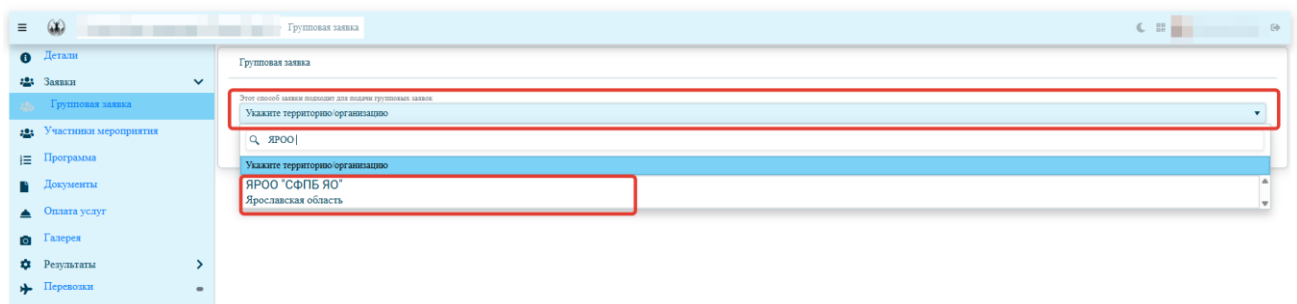 Групповая заявка
Детали
Заявки
Групповая заявка
Участники мероприятия
Программа
Документы
Оплата услуг
Галерея
Результаты
Перевозки
Групповая заявка
Этот способ заявки подходит для подачи групповых заявок
Укажите территорию/организацию
ЯРОО
Укажите территорию/организацию
ЯРОО "СФПБ ЯО"
Ярославская область